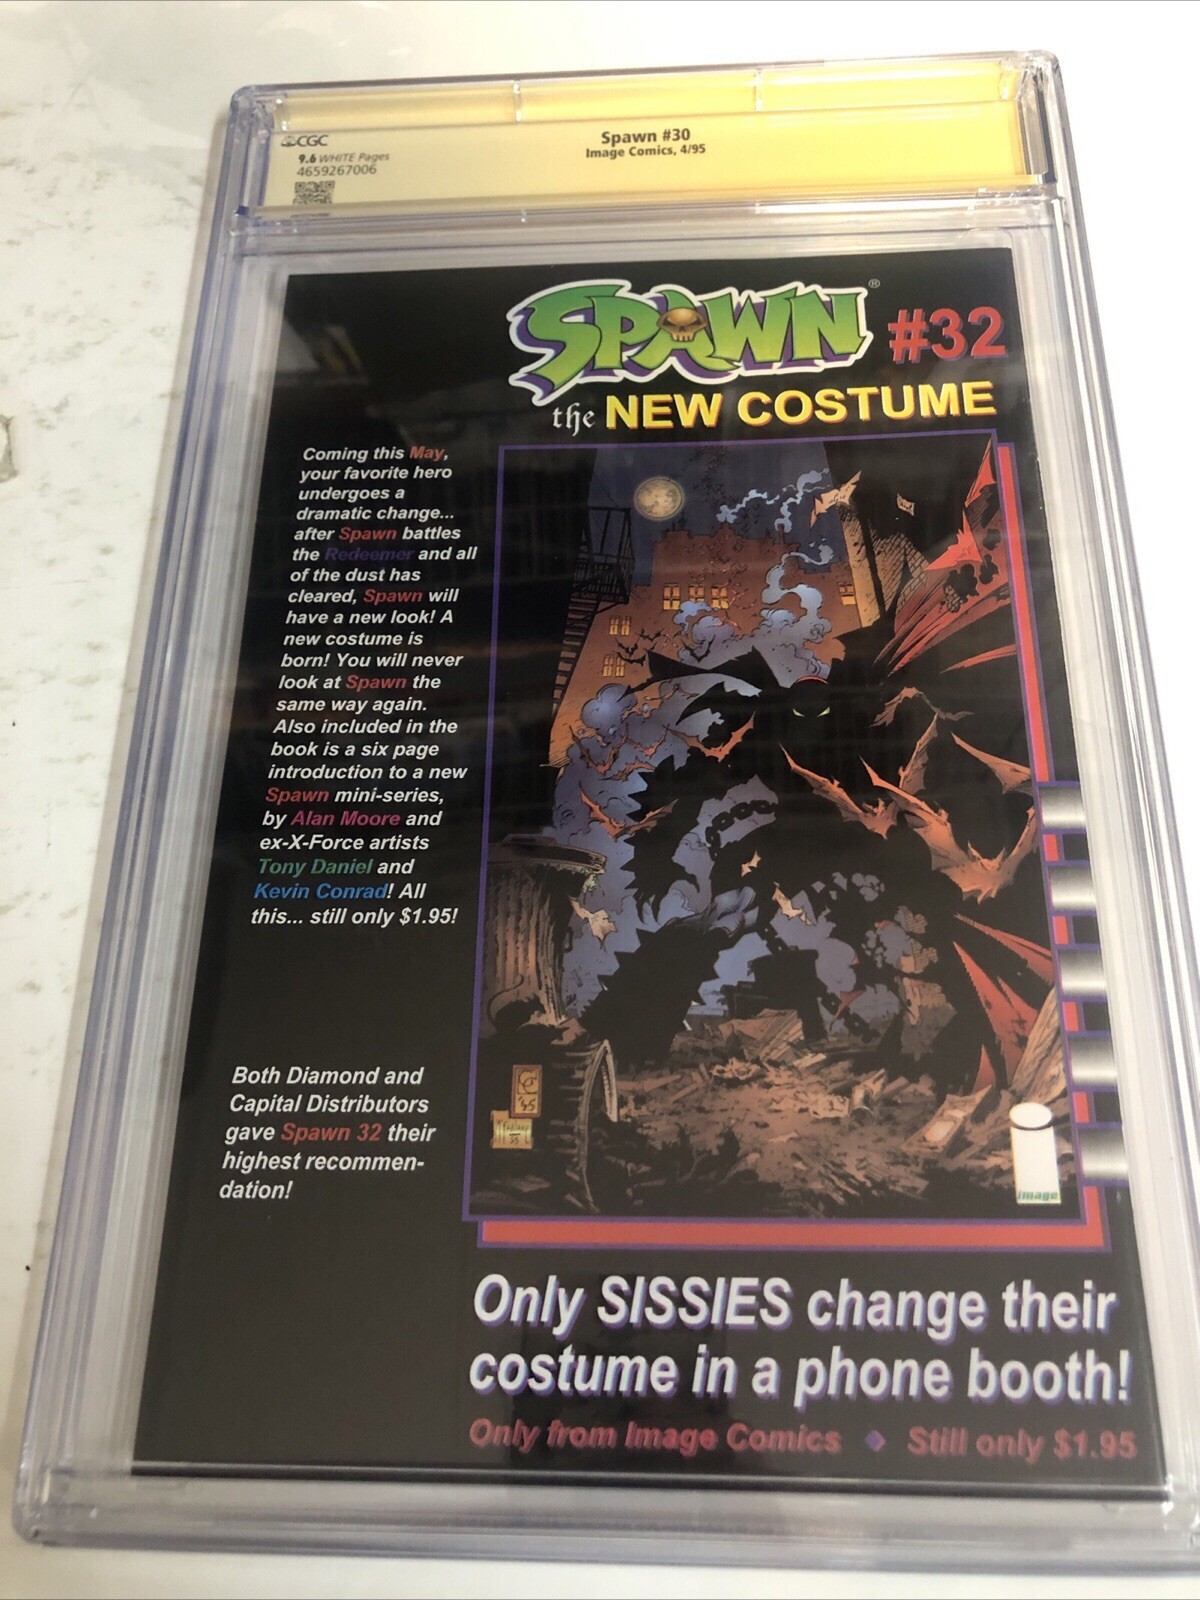 CGC
9.6 WHITE Pages
4659267006
Spawn #30
Image Comics, 4/95
SPAWN® #32
the NEW COSTUME
Coming this May,
your favorite hero
undergoes a
dramatic change...
after Spawn battles
the Redeemer and all
of the dust has
cleared, Spawn will
have a new look! A
new costume is
born! You will never
look at Spawn the
same way again.
Also included in the
book is a six page
introduction to a new
Spawn mini-series,
by Alan Moore and
ex-X-Force artists
Tony Daniel and
Kevin Conrad! All
this... still only $1.95!
Both Diamond and
Capital Distributors
gave Spawn 32 their
highest recommen-
dation!
image
Only SISSIES change their
costume in a phone booth!
Only from Image Comics ◆ Still only $1.95